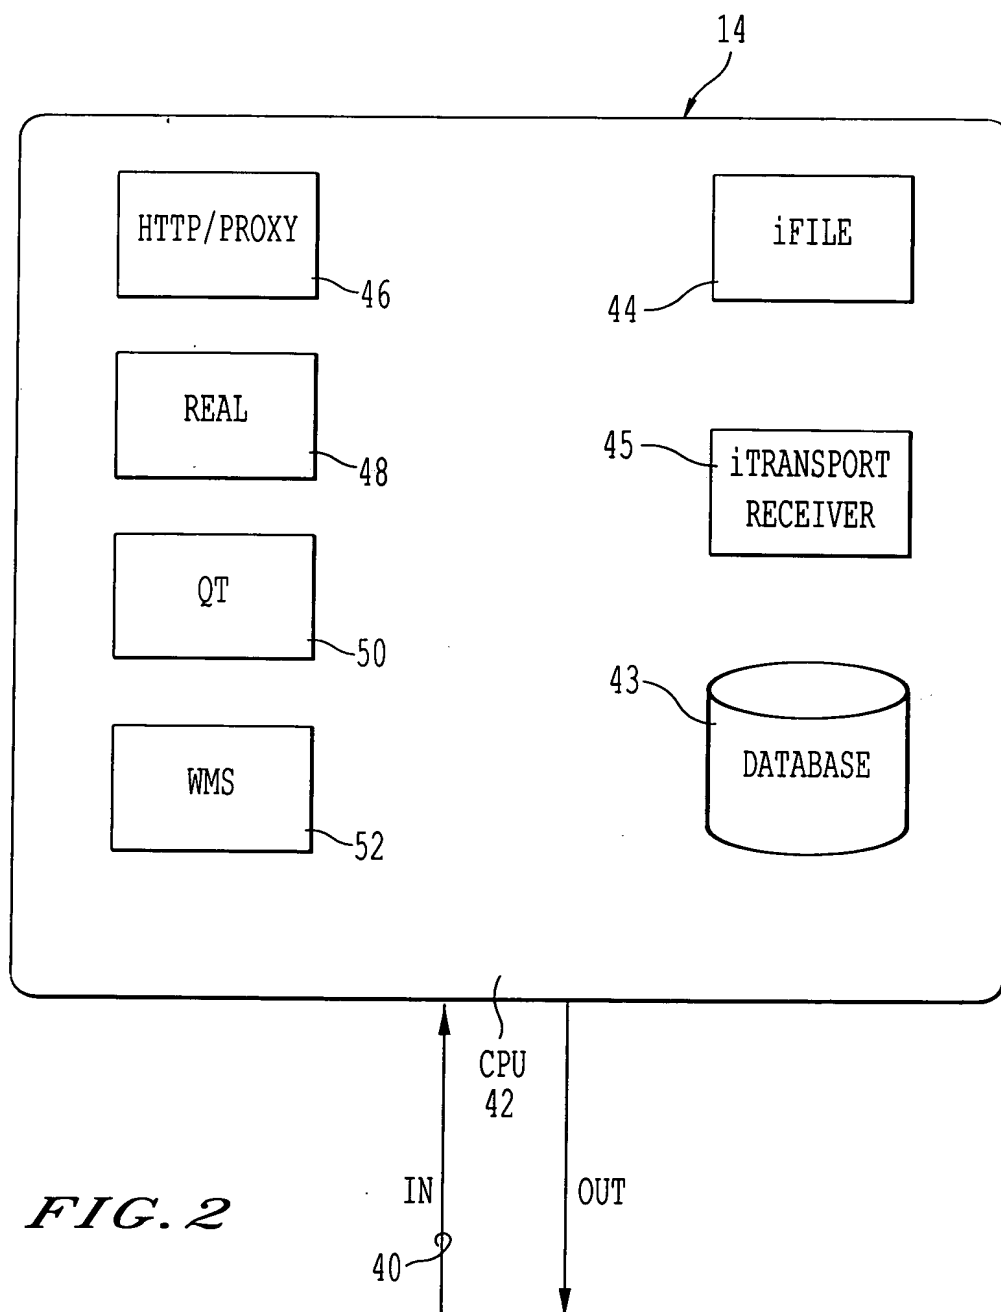 14
HTTP/PROXY
46
iFILE
44
REAL
48
45
iTRANSPORT
RECEIVER
QT
50
43
DATABASE
WMS
52
CPU
42
IN
OUT
40
FIG. 2